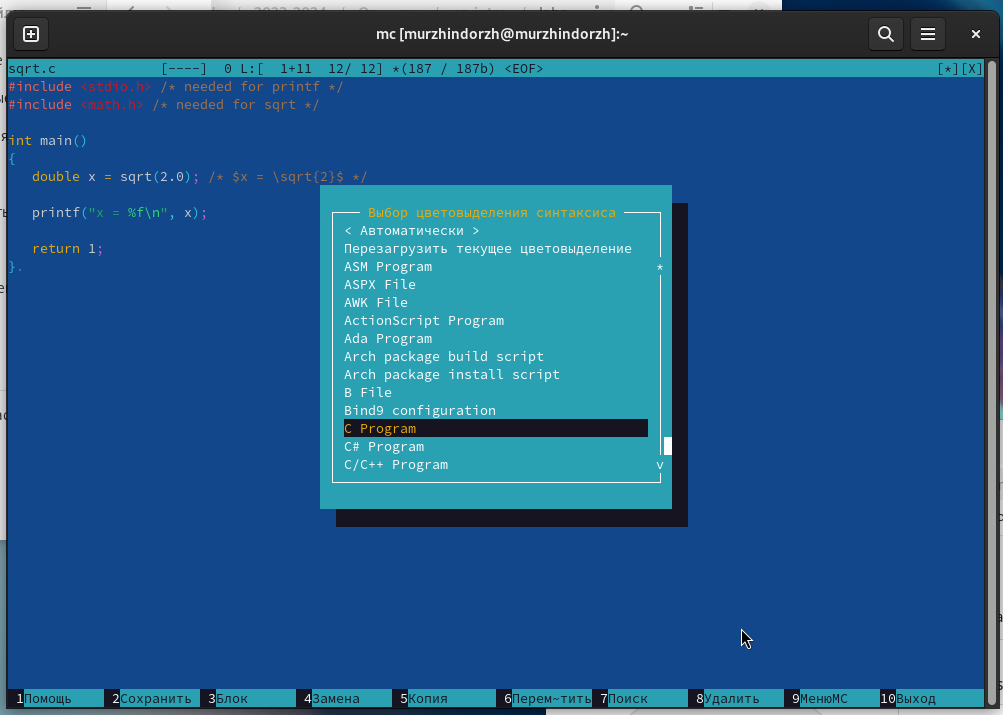 mc [murzhindorzh@murzhindorzh]:~
sqrt.c [----] 0 L:[ 1+11 12/ 12] *(187 / 187b) <EOF> [*][X]
#include <stdio.h> /* needed for printf */
#include <math.h> /* needed for sqrt */
int main()
{
double x = sqrt(2.0); /* $x = \sqrt{2}$ */
printf("x = %f\n", x);
return 1;
}.
Выбор цветовыделения синтаксиса
< Автоматически >
Перезагрузить текущее цветовыделение
ASM Program
ASPX File
AWK File
ActionScript Program
Ada Program
Arch package build script
Arch package install script
B File
Bind9 configuration
C Program
C# Program
C/C++ Program
1Помощь 2Сохранить 3Блок 4Замена 5Копия 6Перем~тить 7Поиск 8Удалить 9МенюМС 10Выход